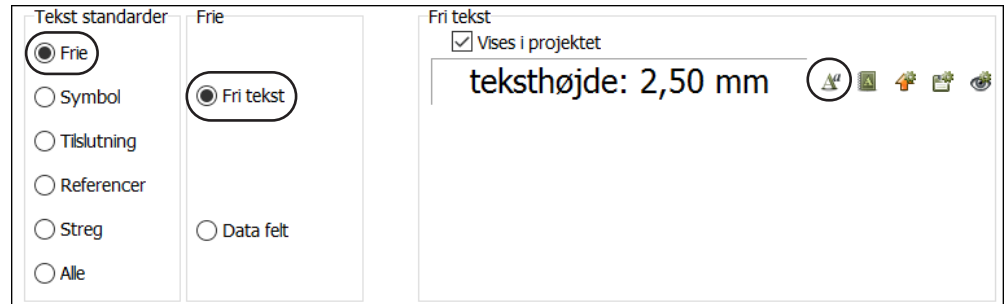 Tekst standarder
Frie
Symbol
Tilslutning
Referencer
Streg
Alle
Frie
Fri tekst
Data felt
Fri tekst
Vises i projektet
teksthøjde: 2,50 mm